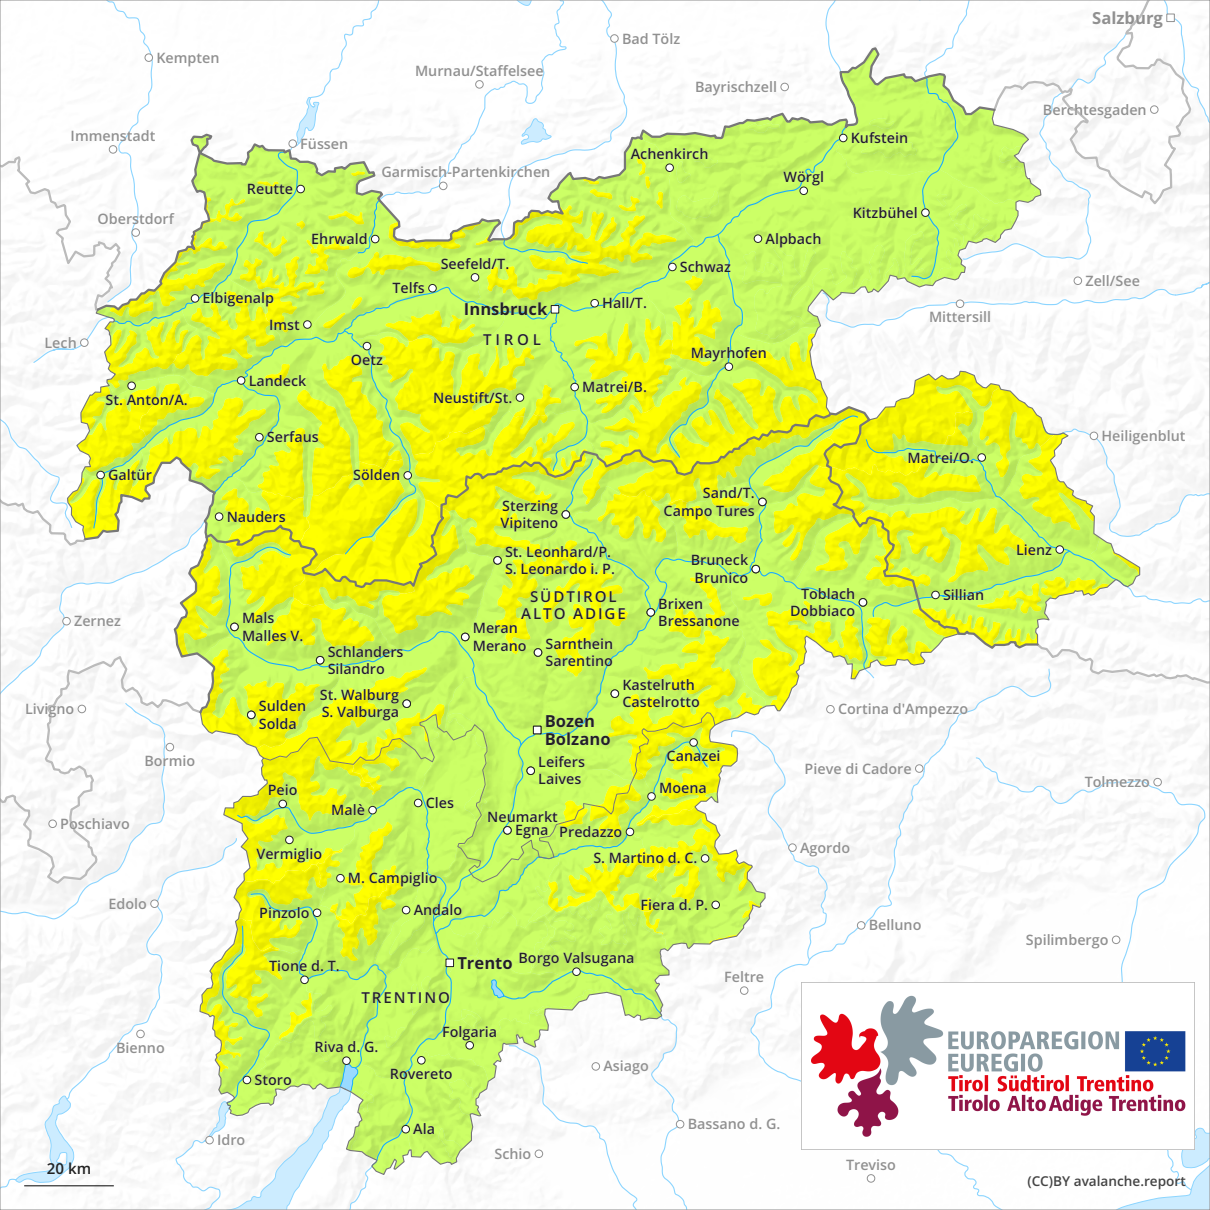 Salzburg
Bad Tölz
Kempten
Murnau/Staffelsee
Bayrischzell
Berchtesgaden
Immenstadt
Füssen
Kufstein
Achenkirch
Garmisch-Partenkirchen
Wörgl
Reutte
Oberstdorf
Kitzbühel
Ehrwald
Alpbach
Seefeld/T.
Schwaz
Zell/See
Telfs
Elbigenalp
Innsbruck
Hall/T.
Mittersill
Imst
TIROL
Lech
Oetz
Mayrhofen
Landeck
Matrei/B.
St. Anton/A.
Neustift/St.
Serfaus
Heiligenblut
Matrei/O.
Galtür
Sölden
Sand/T.
Campo Tures
Sterzing
Vipiteno
Nauders
St. Leonhard/P.
S. Leonardo i. P.
Lienz
Bruneck
Brunico
SÜDTIROL
ALTO ADIGE
Toblach
Dobbiaco
Sillian
Brixen
Bressanone
Zernez
Mals
Malles V.
Meran
Merano
Sarnthein
Sarentino
Schlanders
Silandro
Kastelruth
Castelrotto
St. Walburg
S. Valburga
Sulden
Solda
Livigno
Cortina d'Ampezzo
Bozen
Bolzano
Canazei
Bormio
Leifers
Laives
Pieve di Cadore
Tolmezzo
Peio
Moena
Malè
Cles
Neumarkt
Egna
Predazzo
Poschiavo
Vermiglio
Agordo
S. Martino d. C.
M. Campiglio
Edolo
Pinzolo
Andalo
Fiera d. P.
Belluno
Spilimbergo
Trento
Borgo Valsugana
Tione d. T.
Feltre
TRENTINO
Folgaria
Bienno
Riva d. G.
Rovereto
Asiago
Storo
EUROPAREGION
EUREGIO
Tirol Südtirol Trentino
Tirolo Alto Adige Trentino
Ala
Bassano d. G.
Idro
Schio
Treviso
20 km
(CC)BY avalanche.report